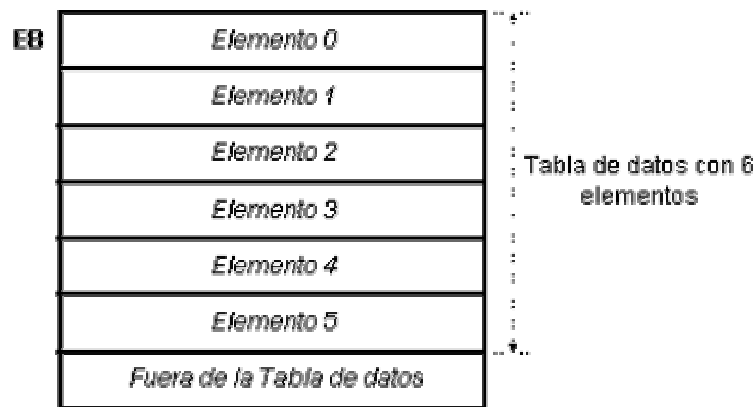 EB
Elemento 0
Elemento 1
Elemento 2
Elemento 3
Elemento 4
Elemento 5
Fuera de la Tabla de datos
Tabla de datos con 6
elementos